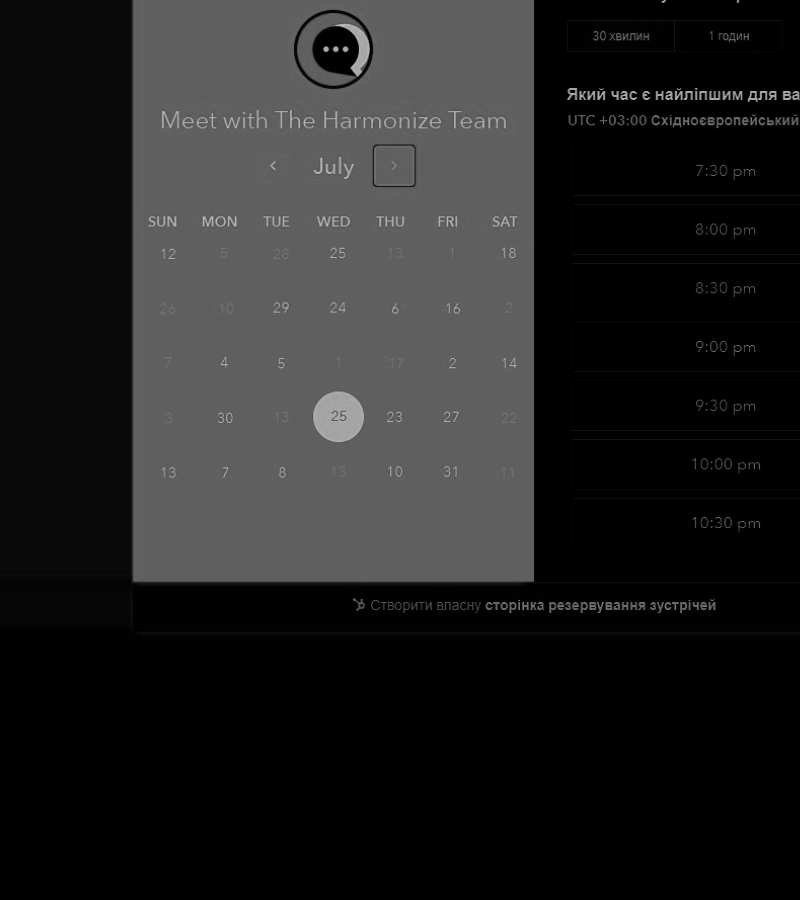 30 хвилин 1 годин
Який час є найліпшим для ва
UTC +03:00 Східноєвропейський
Meet with The Harmonize Team
July
SUN MON TUE WED THU FRI SAT
12 5 28 25 13 1 18
26 10 29 24 6 16 2
7 4 5 1 17 2 14
3 30 13 25 23 27 22
13 7 8 13 10 31 11
7:30 pm
8:00 pm
8:30 pm
9:00 pm
9:30 pm
10:00 pm
10:30 pm
Створити власну сторінка резервування зустрічей